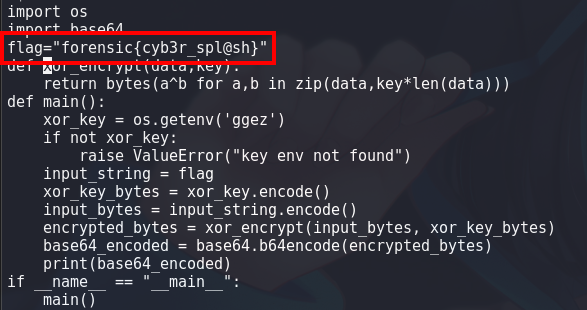 import os
import base64
flag="forensic{cyb3r_spl@sh}"
def xor_encrypt(data,key):
    return bytes(a^b for a,b in zip(data,key*len(data)))
def main():
    xor_key = os.getenv('ggez')
    if not xor_key:
        raise ValueError("key env not found")
    input_string = flag
    xor_key_bytes = xor_key.encode()
    input_bytes = input_string.encode()
    encrypted_bytes = xor_encrypt(input_bytes, xor_key_bytes)
    base64_encoded = base64.b64encode(encrypted_bytes)
    print(base64_encoded)
if __name__ == "__main__":
    main()